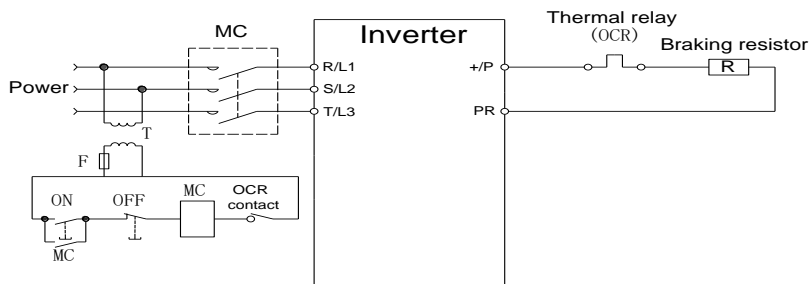 Thermal relay
(OCR)
MC
Inverter
Braking resistor
R/L1
+/P
R
Power
S/L2
T/L3
PR
T
F
ON
OFF
MC
OCR
contact
MC